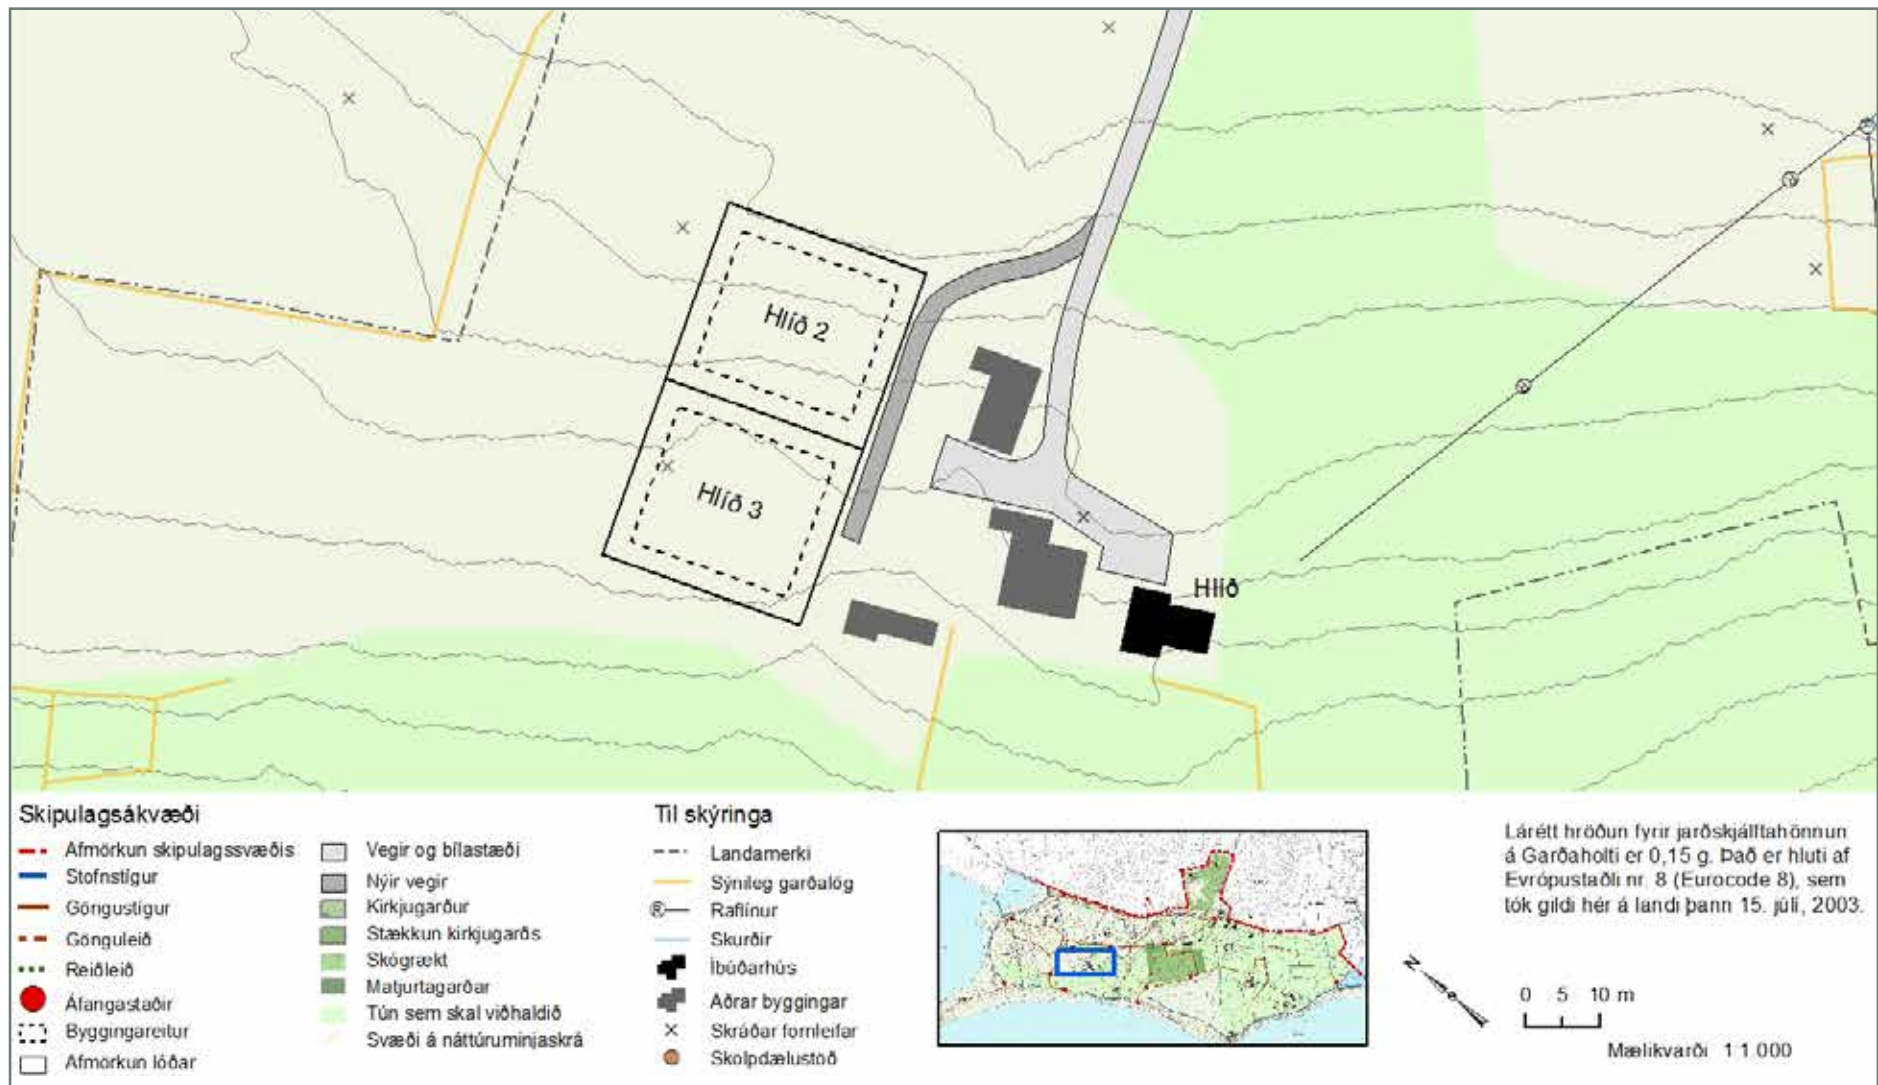 Hlíð 2
Hlíð 3
Hlíð
Skipulagsákvæði
Afmörkun skipulagssvæðis
Stofnstígur
Göngustígur
Gönguleið
Reiðleið
Áfangastaðir
Byggingareitur
Afmörkun lóðar
Vegir og bílastæði
Nýir vegir
Kirkjugarður
Stækkun kirkjugarðs
Skógrækt
Matjurtagarðar
Tún sem skal viðhaldið
Svæði á náttúruminjaskrá
Til skýringa
Landamerki
Sýnileg garðalög
Raflínur
Skurðir
Íbúðarhús
Aðrar byggingar
Skráðar fornleifar
Skolpdælustöð
Lárétt hröðun fyrir jarðskjálftahönnun
á Garðaholti er 0,15 g. Það er hluti af
Evrópustaðli nr. 8 (Eurocode 8), sem
tók gildi hér á landi þann 15. júlí, 2003.
N
0 5 10 m
Mælikvarði 1 1.000